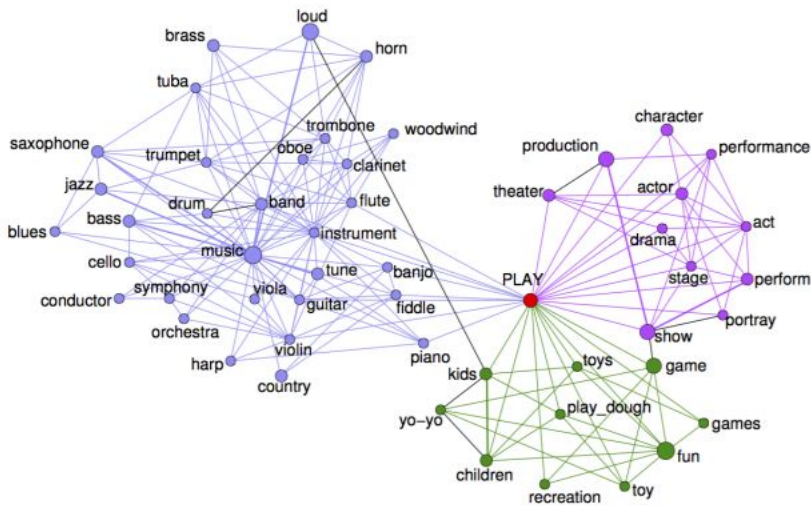 loud
brass
horn
tuba
character
production
woodwind
trombone
performance
saxophone
oboe
trumpet
clarinet
theater
actor
jazz
drum
band
flute
bass
act
blues
instrument
drama
music
cello
tune
banjo
PLAY
stage
perform
symphony
viola
conductor
guitar
fiddle
portray
orchestra
violin
show
harp
piano
toys
game
country
kids
play_dough
yo-yo
games
children
fun
recreation
toy